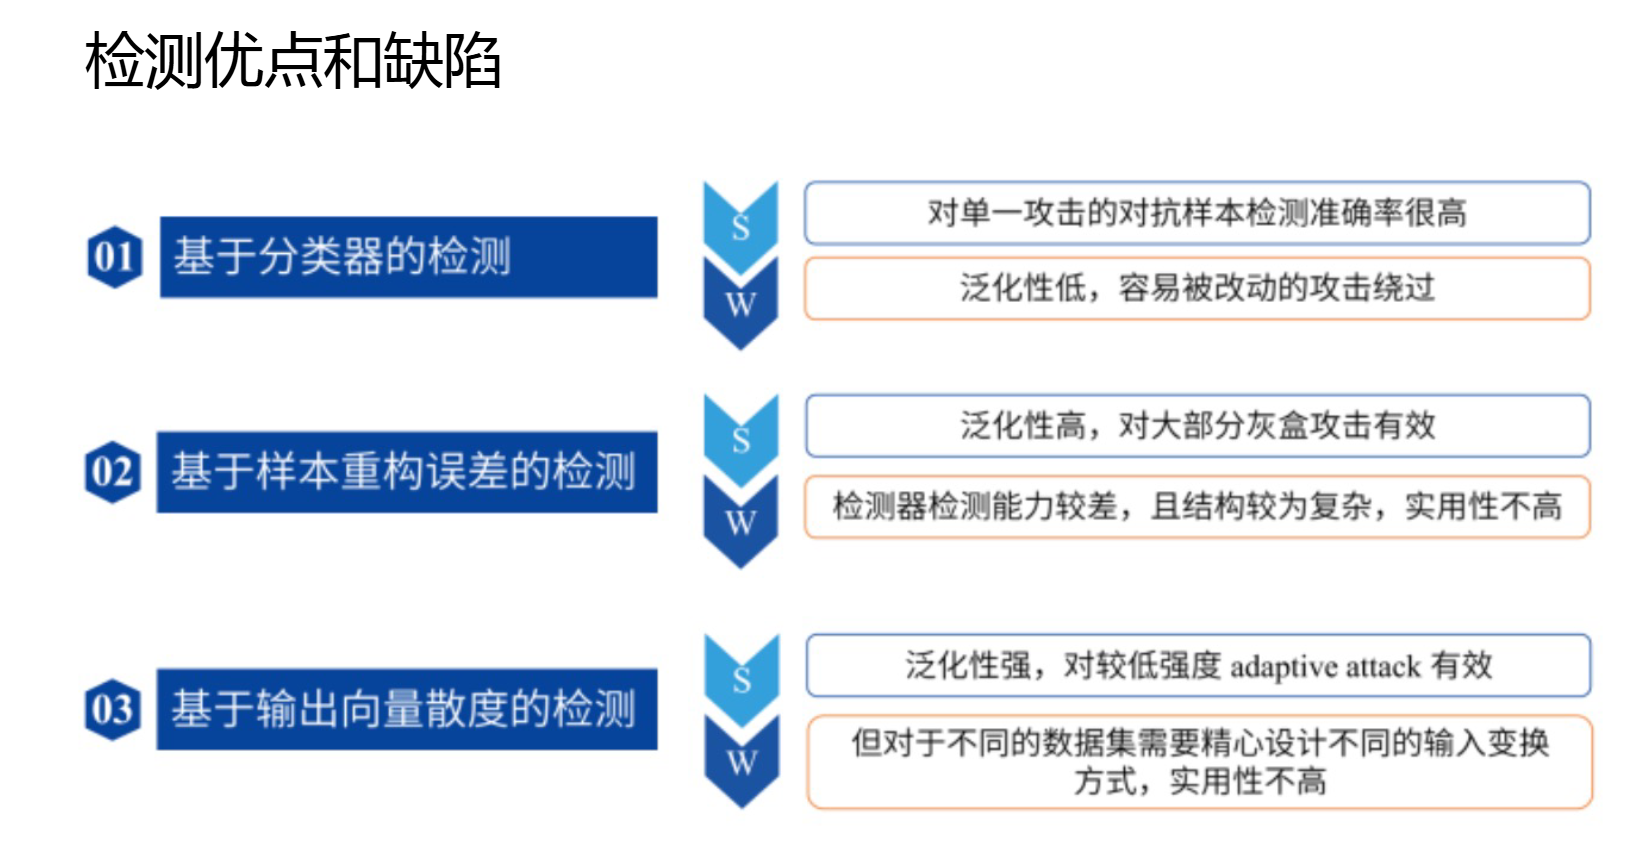 检测优点和缺陷
01 基于分类器的检测
S 对单一攻击的对抗样本检测准确率很高
W 泛化性低，容易被改动的攻击绕过
02 基于样本重构误差的检测
S 泛化性高，对大部分灰盒攻击有效
W 检测器检测能力较差，且结构较为复杂，实用性不高
03 基于输出向量散度的检测
S 泛化性强，对较低强度 adaptive attack 有效
W 但对于不同的数据集需要精心设计不同的输入变换
方式，实用性不高